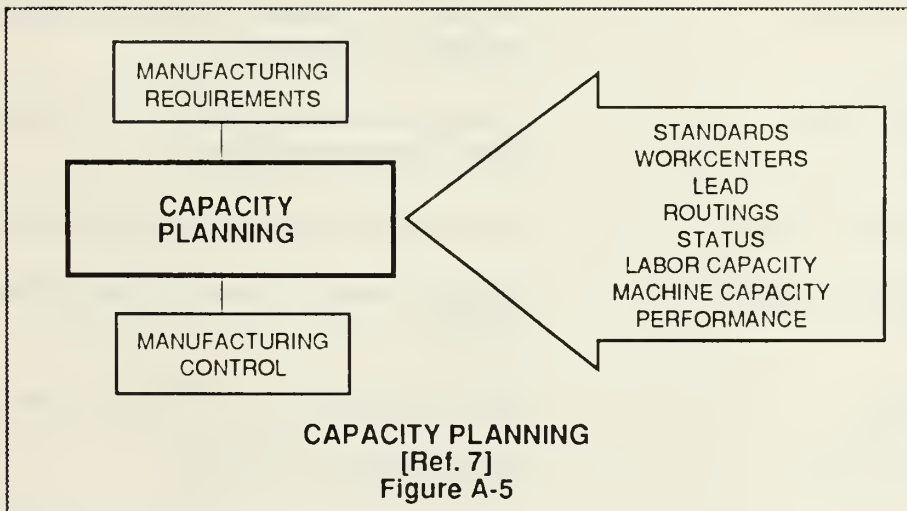 MANUFACTURING
REQUIREMENTS
CAPACITY
PLANNING
MANUFACTURING
CONTROL
STANDARDS
WORKCENTERS
LEAD
ROUTINGS
STATUS
LABOR CAPACITY
MACHINE CAPACITY
PERFORMANCE
CAPACITY PLANNING
[Ref. 7]
Figure A-5